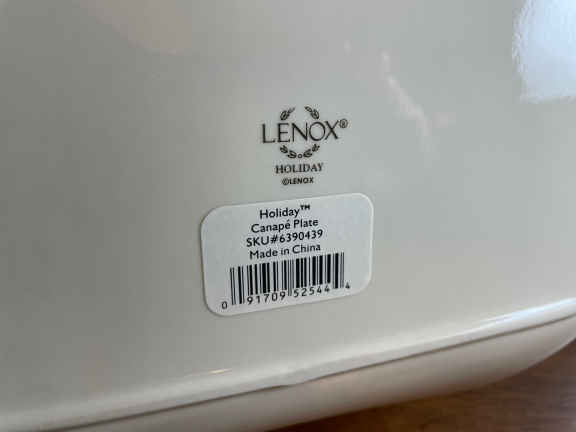 LENOX®
HOLIDAY
©LENOX
Holiday™
Canapé Plate
SKU#6390439
Made in China
0 91709 52544 4